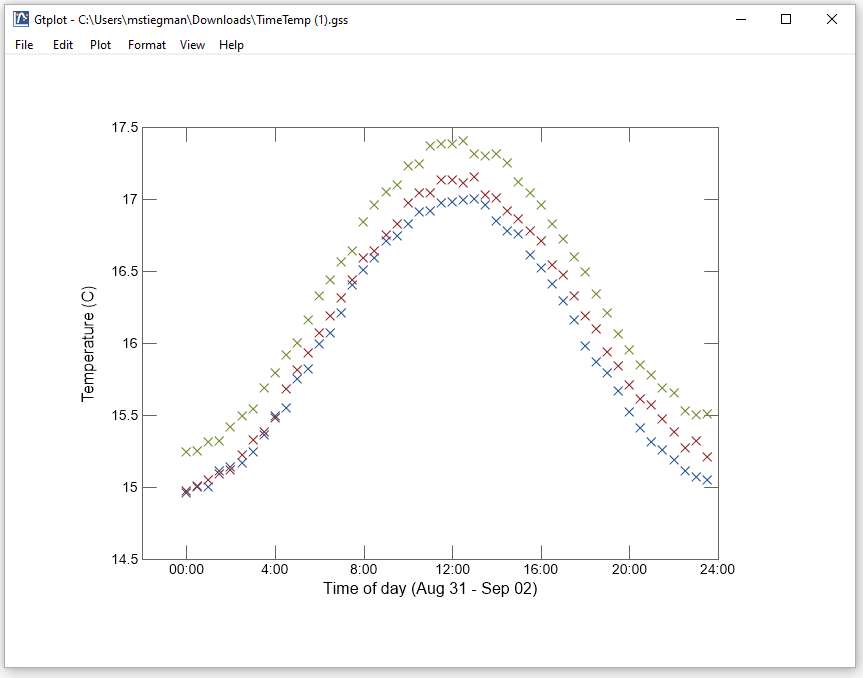 Gtplot - C:\Users\mstiegman\Downloads\TimeTemp (1).gss
File Edit Plot Format View Help
17.5
17
16.5
16
15.5
15
14.5
Temperature (C)
00:00 4:00 8:00 12:00 16:00 20:00 24:00
Time of day (Aug 31 - Sep 02)